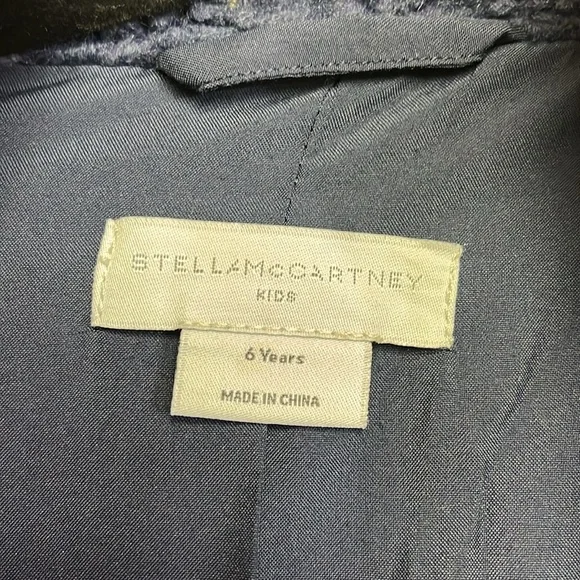 STELLAMcCARTNEY
KIDS
6 Years
MADE IN CHINA